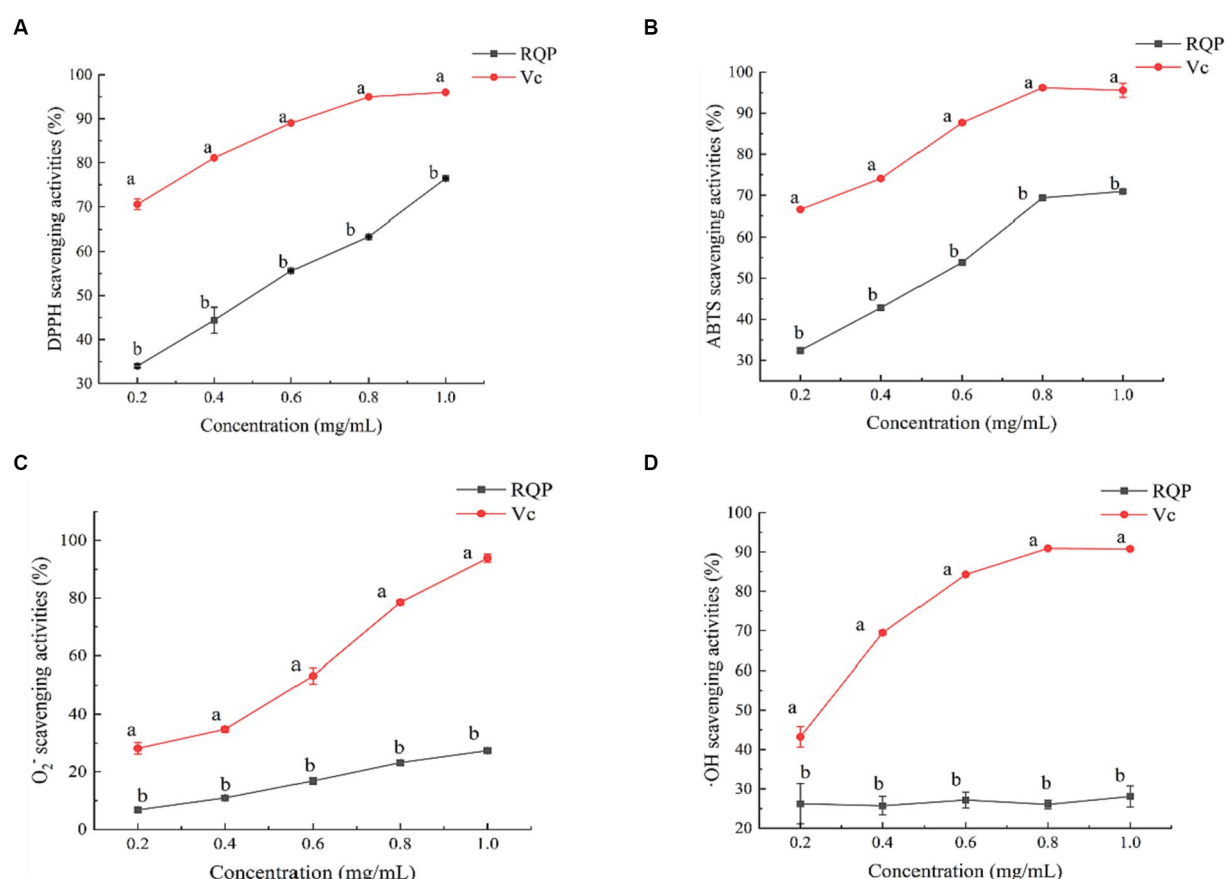 A
RQP
Vc
100
90
80
70
60
50
40
30
DPPH scavenging activities (%)
a a a a a
b b b b b
0.2 0.4 0.6 0.8 1.0
Concentration (mg/mL)
B
RQP
Vc
100
90
80
70
60
50
40
30
ABTS scavenging activities (%)
a a a a a
b b b b b
0.2 0.4 0.6 0.8 1.0
Concentration (mg/mL)
C
RQP
Vc
100
80
60
40
20
0
O₂⁻ scavenging activities (%)
a a a a a
b b b b b
0.2 0.4 0.6 0.8 1.0
Concentration (mg/mL)
D
RQP
Vc
100
90
80
70
60
50
40
30
20
·OH scavenging activities (%)
a a a a a
b b b b b
0.2 0.4 0.6 0.8 1.0
Concentration (mg/mL)